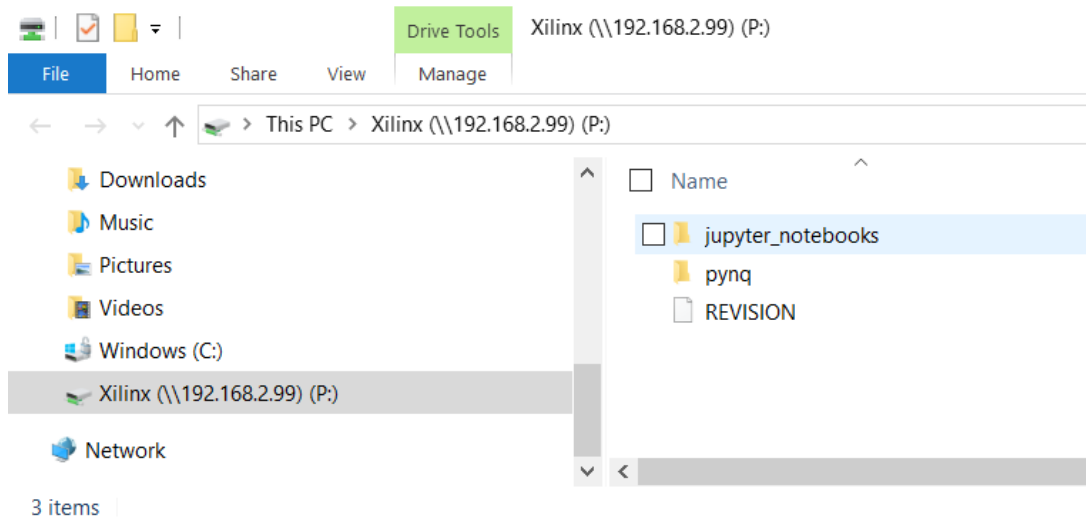 Drive Tools
Xilinx (\\192.168.2.99) (P:)
File
Home
Share
View
Manage
This PC > Xilinx (\\192.168.2.99) (P:)
Downloads
Music
Pictures
Videos
Windows (C:)
Xilinx (\\192.168.2.99) (P:)
Network
Name
jupyter_notebooks
pynq
REVISION
3 items